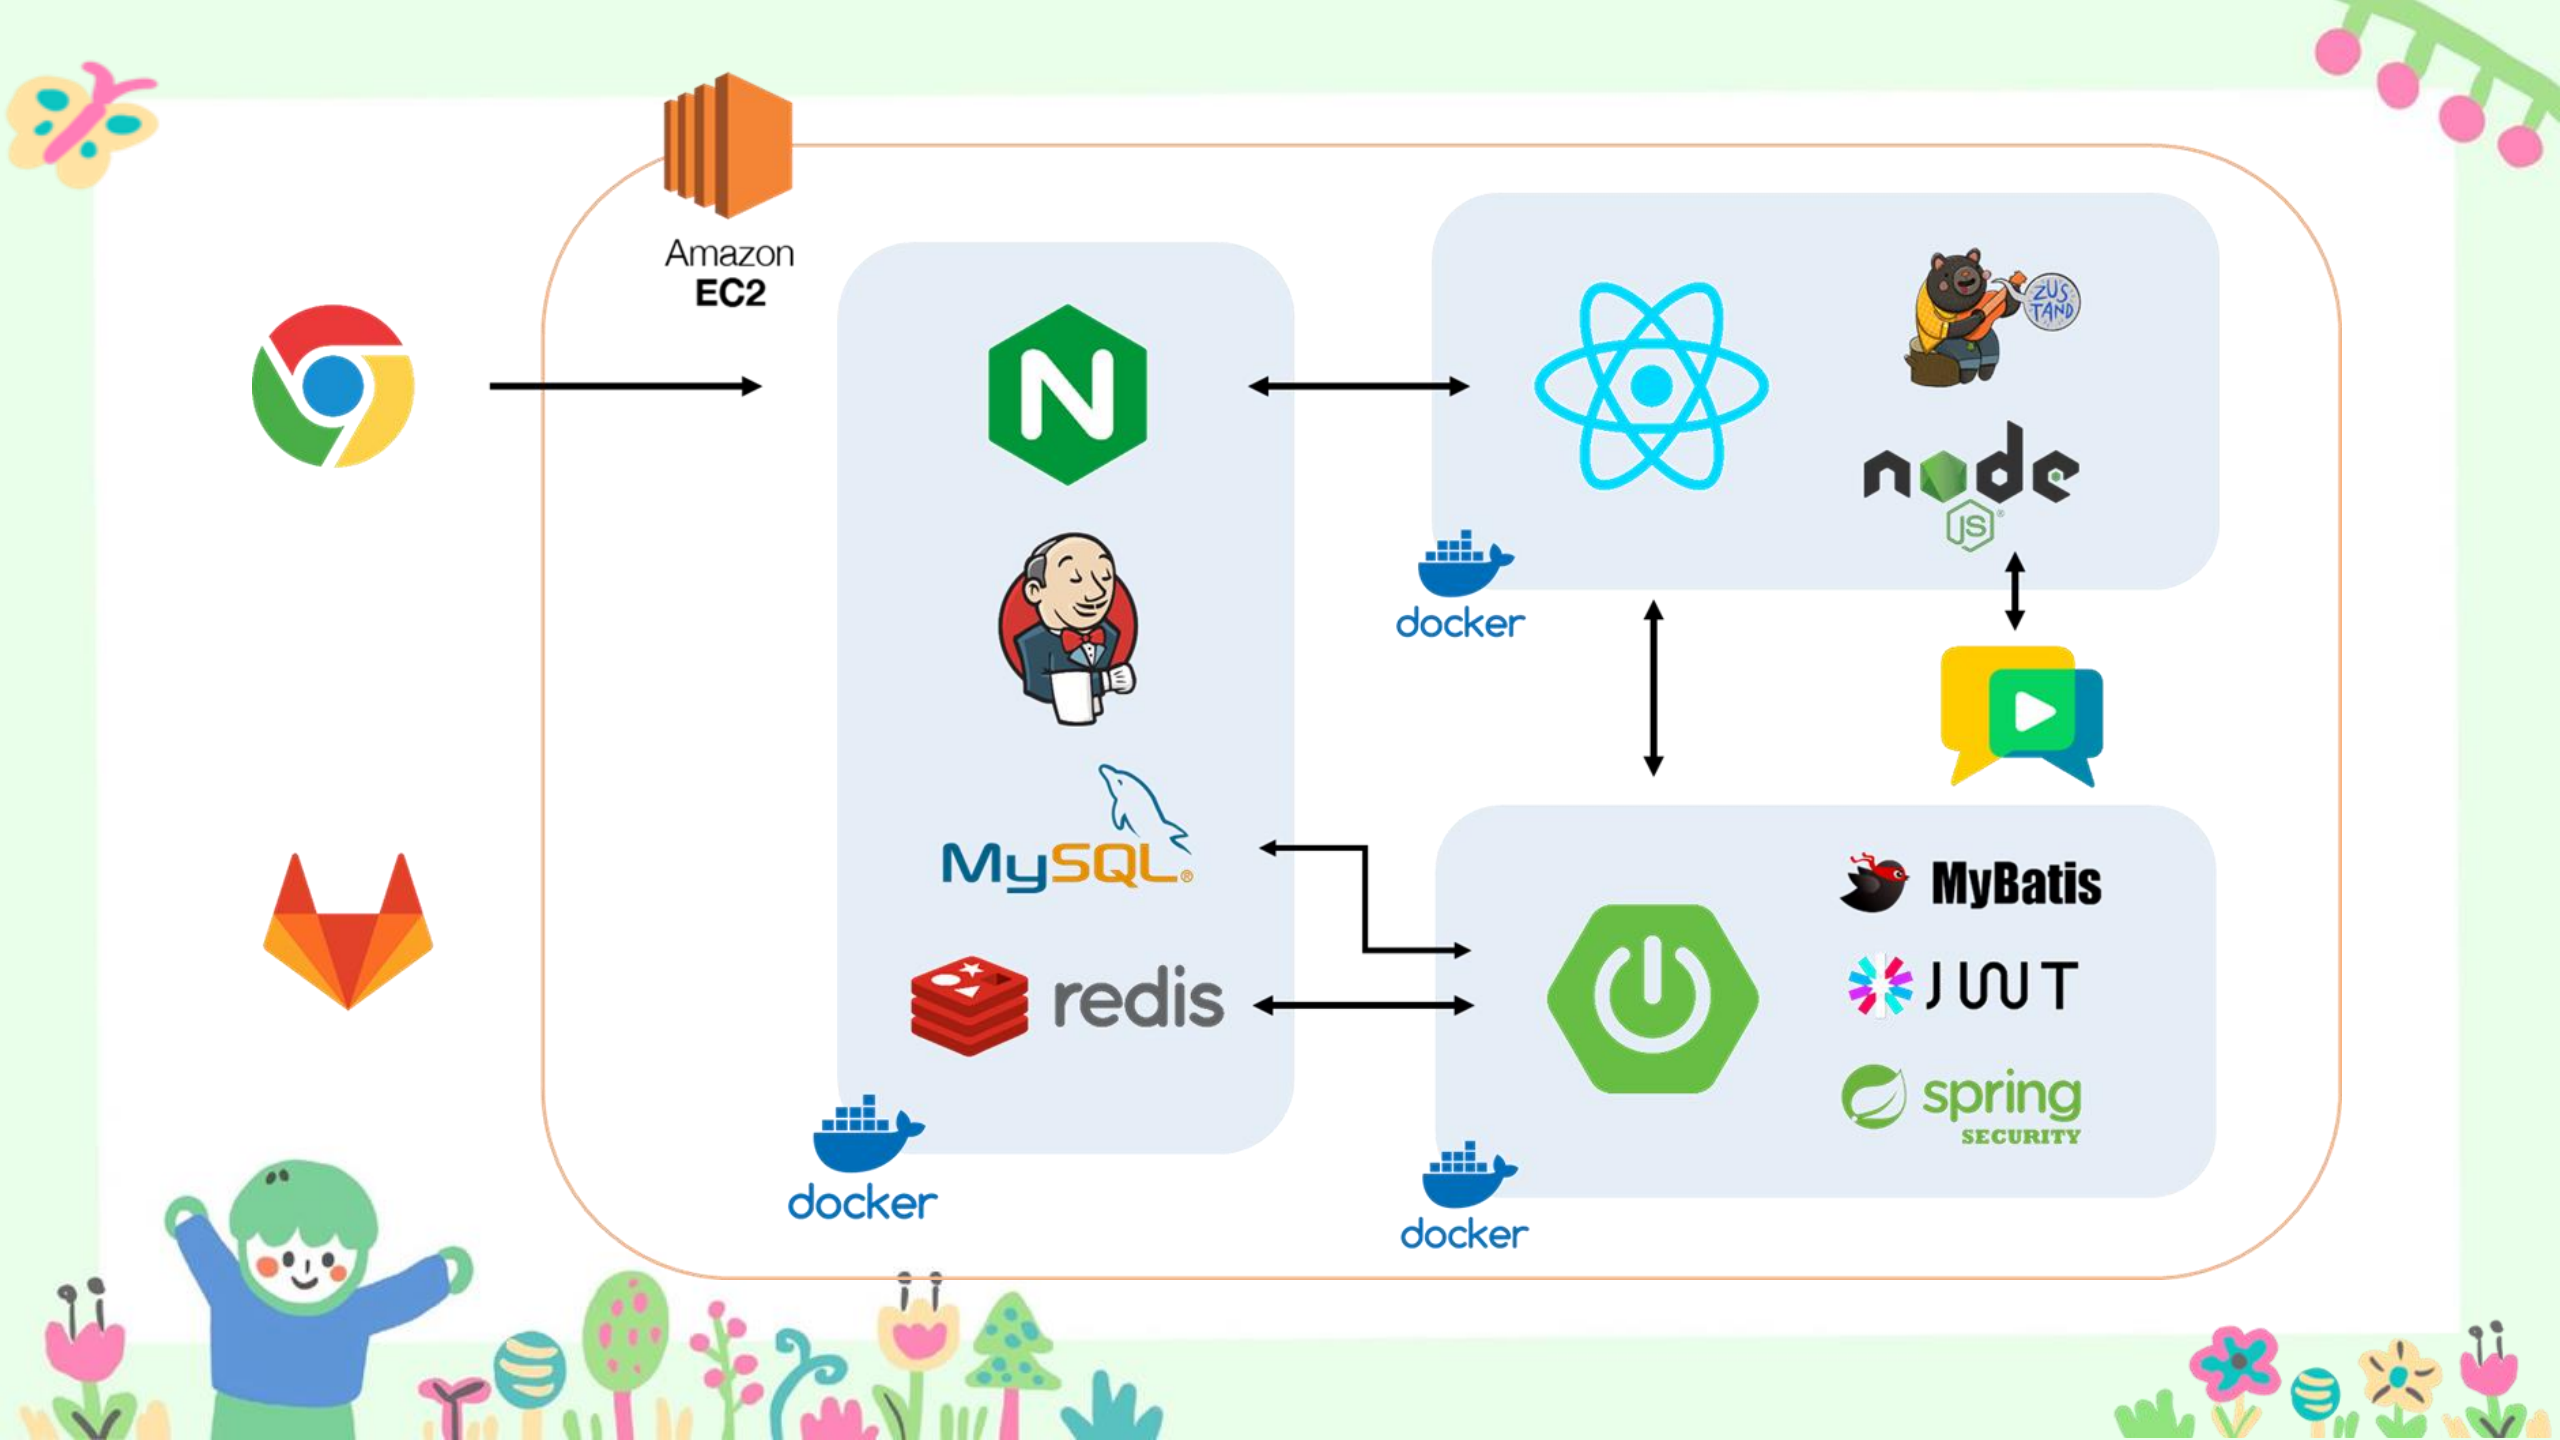 Amazon
EC2
N
ZUS
TAND
node
JS
docker
MySQL®
redis
MyBatis
JWT
spring
SECURITY
docker
docker